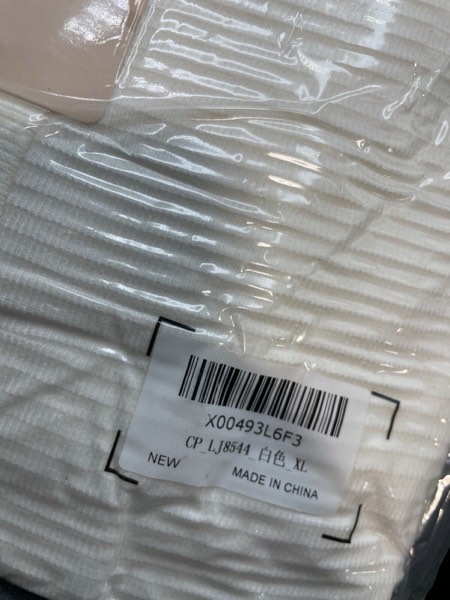 X00493L6F3
CP_LJ8544_白色_XL
NEW
MADE IN CHINA